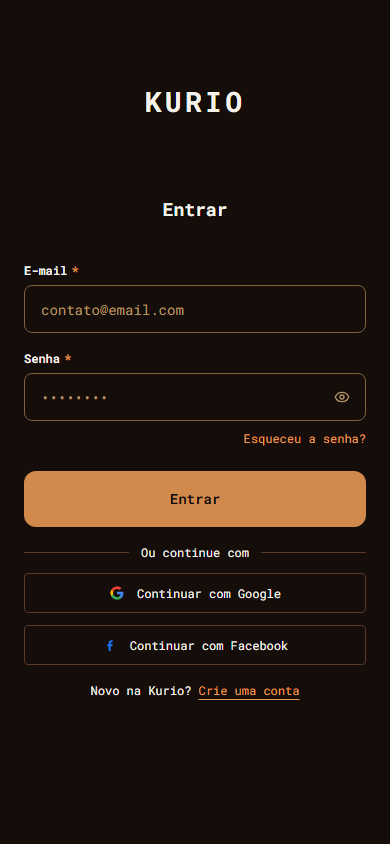 KURIO
Entrar
E-mail *
contato@email.com
Senha *
••••••••
Esqueceu a senha?
Entrar
Ou continue com
Continuar com Google
Continuar com Facebook
Novo na Kurio? Crie uma conta